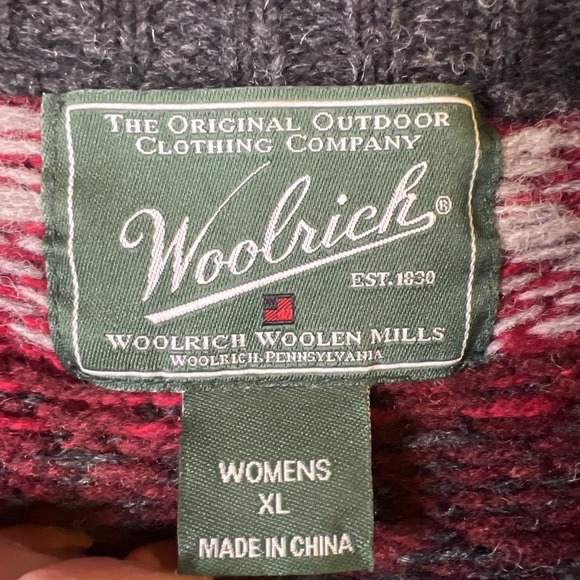 The Original Outdoor
Clothing Company
Woolrich®
Est. 1830
Woolrich Woolen Mills
Woolrich, Pennsylvania
WOMENS
XL
MADE IN CHINA